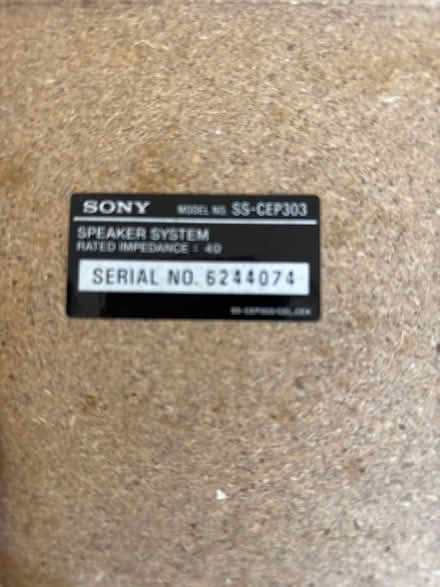 SONY MODEL NO. SS-CEP303
SPEAKER SYSTEM
RATED IMPEDANCE : 4Ω
SERIAL NO. 6244074